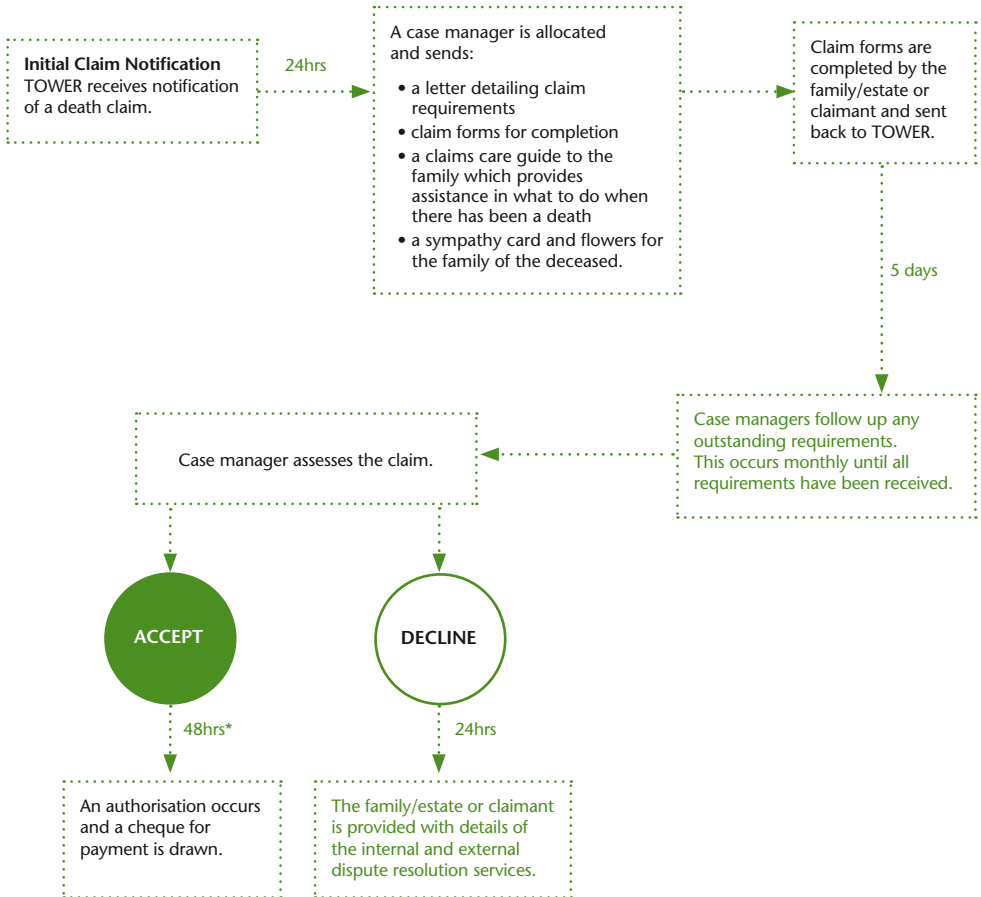 Initial Claim Notification
TOWER receives notification
of a death claim.
24hrs
A case manager is allocated
and sends:
• a letter detailing claim
requirements
• claim forms for completion
• a claims care guide to the
family which provides
assistance in what to do when
there has been a death
• a sympathy card and flowers for
the family of the deceased.
Claim forms are
completed by the
family/estate or
claimant and sent
back to TOWER.
5 days
Case managers follow up any
outstanding requirements.
This occurs monthly until all
requirements have been received.
Case manager assesses the claim.
ACCEPT
DECLINE
48hrs*
24hrs
An authorisation occurs
and a cheque for
payment is drawn.
The family/estate or claimant
is provided with details of
the internal and external
dispute resolution services.